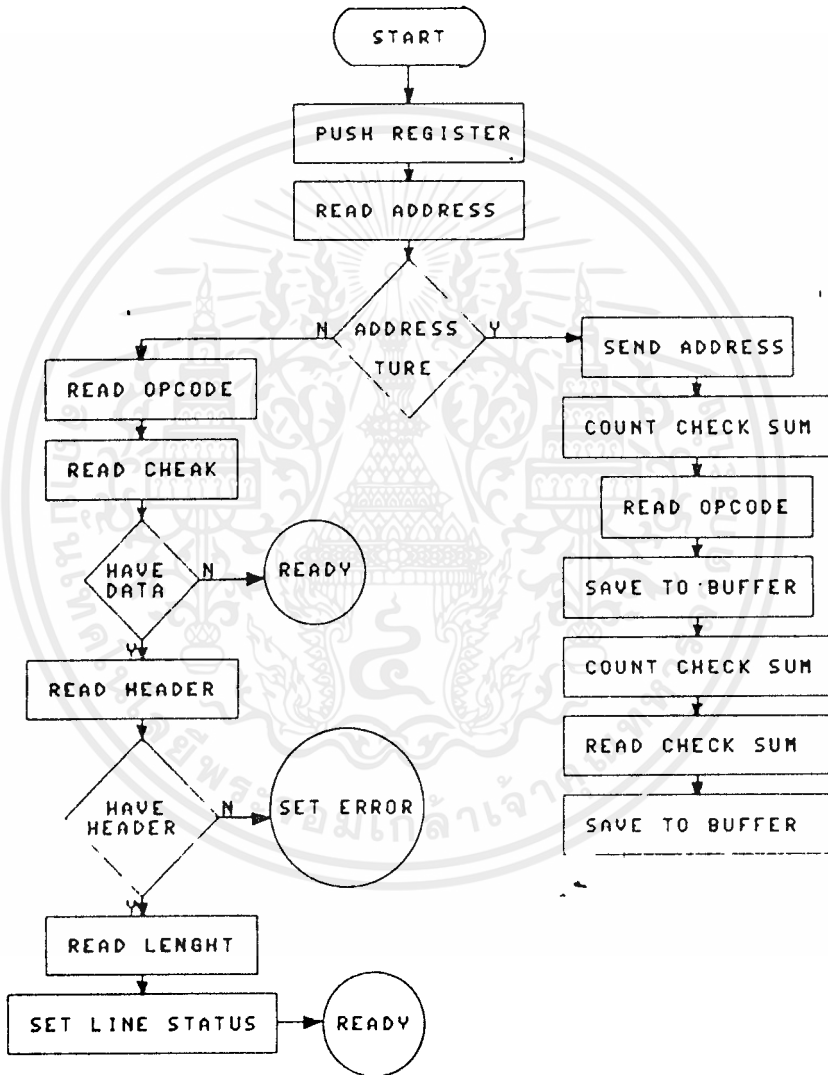 START
PUSH REGISTER
READ ADDRESS
ADDRESS
TURE
N
Y
READ OPCODE
READ CHEAK
HAVE
DATA
N
READY
Y
READ HEADER
HAVE
HEADER
N
SET ERROR
Y
READ LENGHT
SET LINE STATUS
READY
SEND ADDRESS
COUNT CHECK SUM
READ OPCODE
SAVE TO BUFFER
COUNT CHECK SUM
READ CHECK SUM
SAVE TO BUFFER